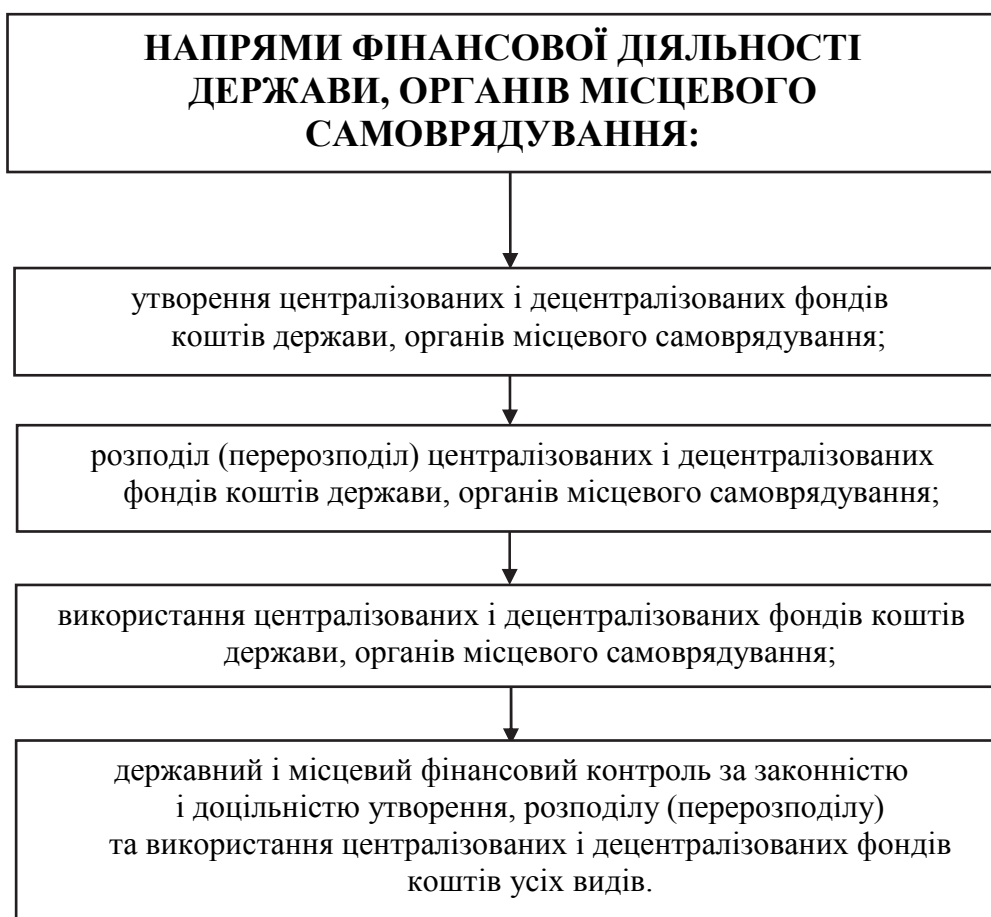 НАПРЯМИ ФІНАНСОВОЇ ДІЯЛЬНОСТІ
ДЕРЖАВИ, ОРГАНІВ МІСЦЕВОГО
САМОВРЯДУВАННЯ:
утворення централізованих і децентралізованих фондів
коштів держави, органів місцевого самоврядування;
розподіл (перерозподіл) централізованих і децентралізованих
фондів коштів держави, органів місцевого самоврядування;
використання централізованих і децентралізованих фондів коштів
держави, органів місцевого самоврядування;
державний і місцевий фінансовий контроль за законністю
і доцільністю утворення, розподілу (перерозподілу)
та використання централізованих і децентралізованих фондів
коштів усіх видів.